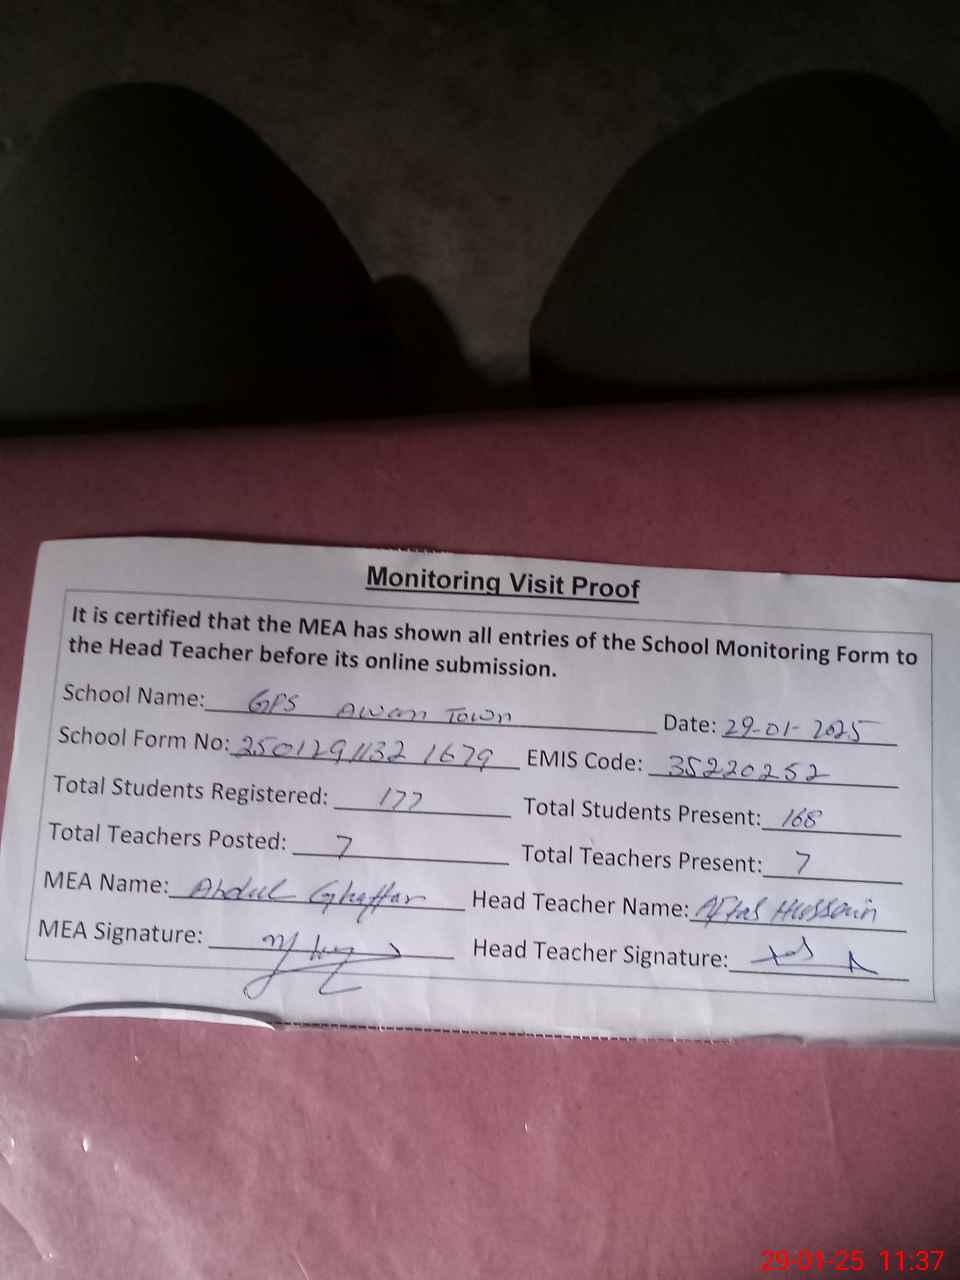 Monitoring Visit Proof
It is certified that the MEA has shown all entries of the School Monitoring Form to
the Head Teacher before its online submission.
School Name: GPS Awan Town Date: 29-01-2025
School Form No: 25012911321679 EMIS Code: 35220252
Total Students Registered: 177 Total Students Present: 168
Total Teachers Posted: 7 Total Teachers Present: 7
MEA Name: Abdul Ghaffar Head Teacher Name: Aftab Hussain
MEA Signature: Head Teacher Signature:
29-01-25 11:37